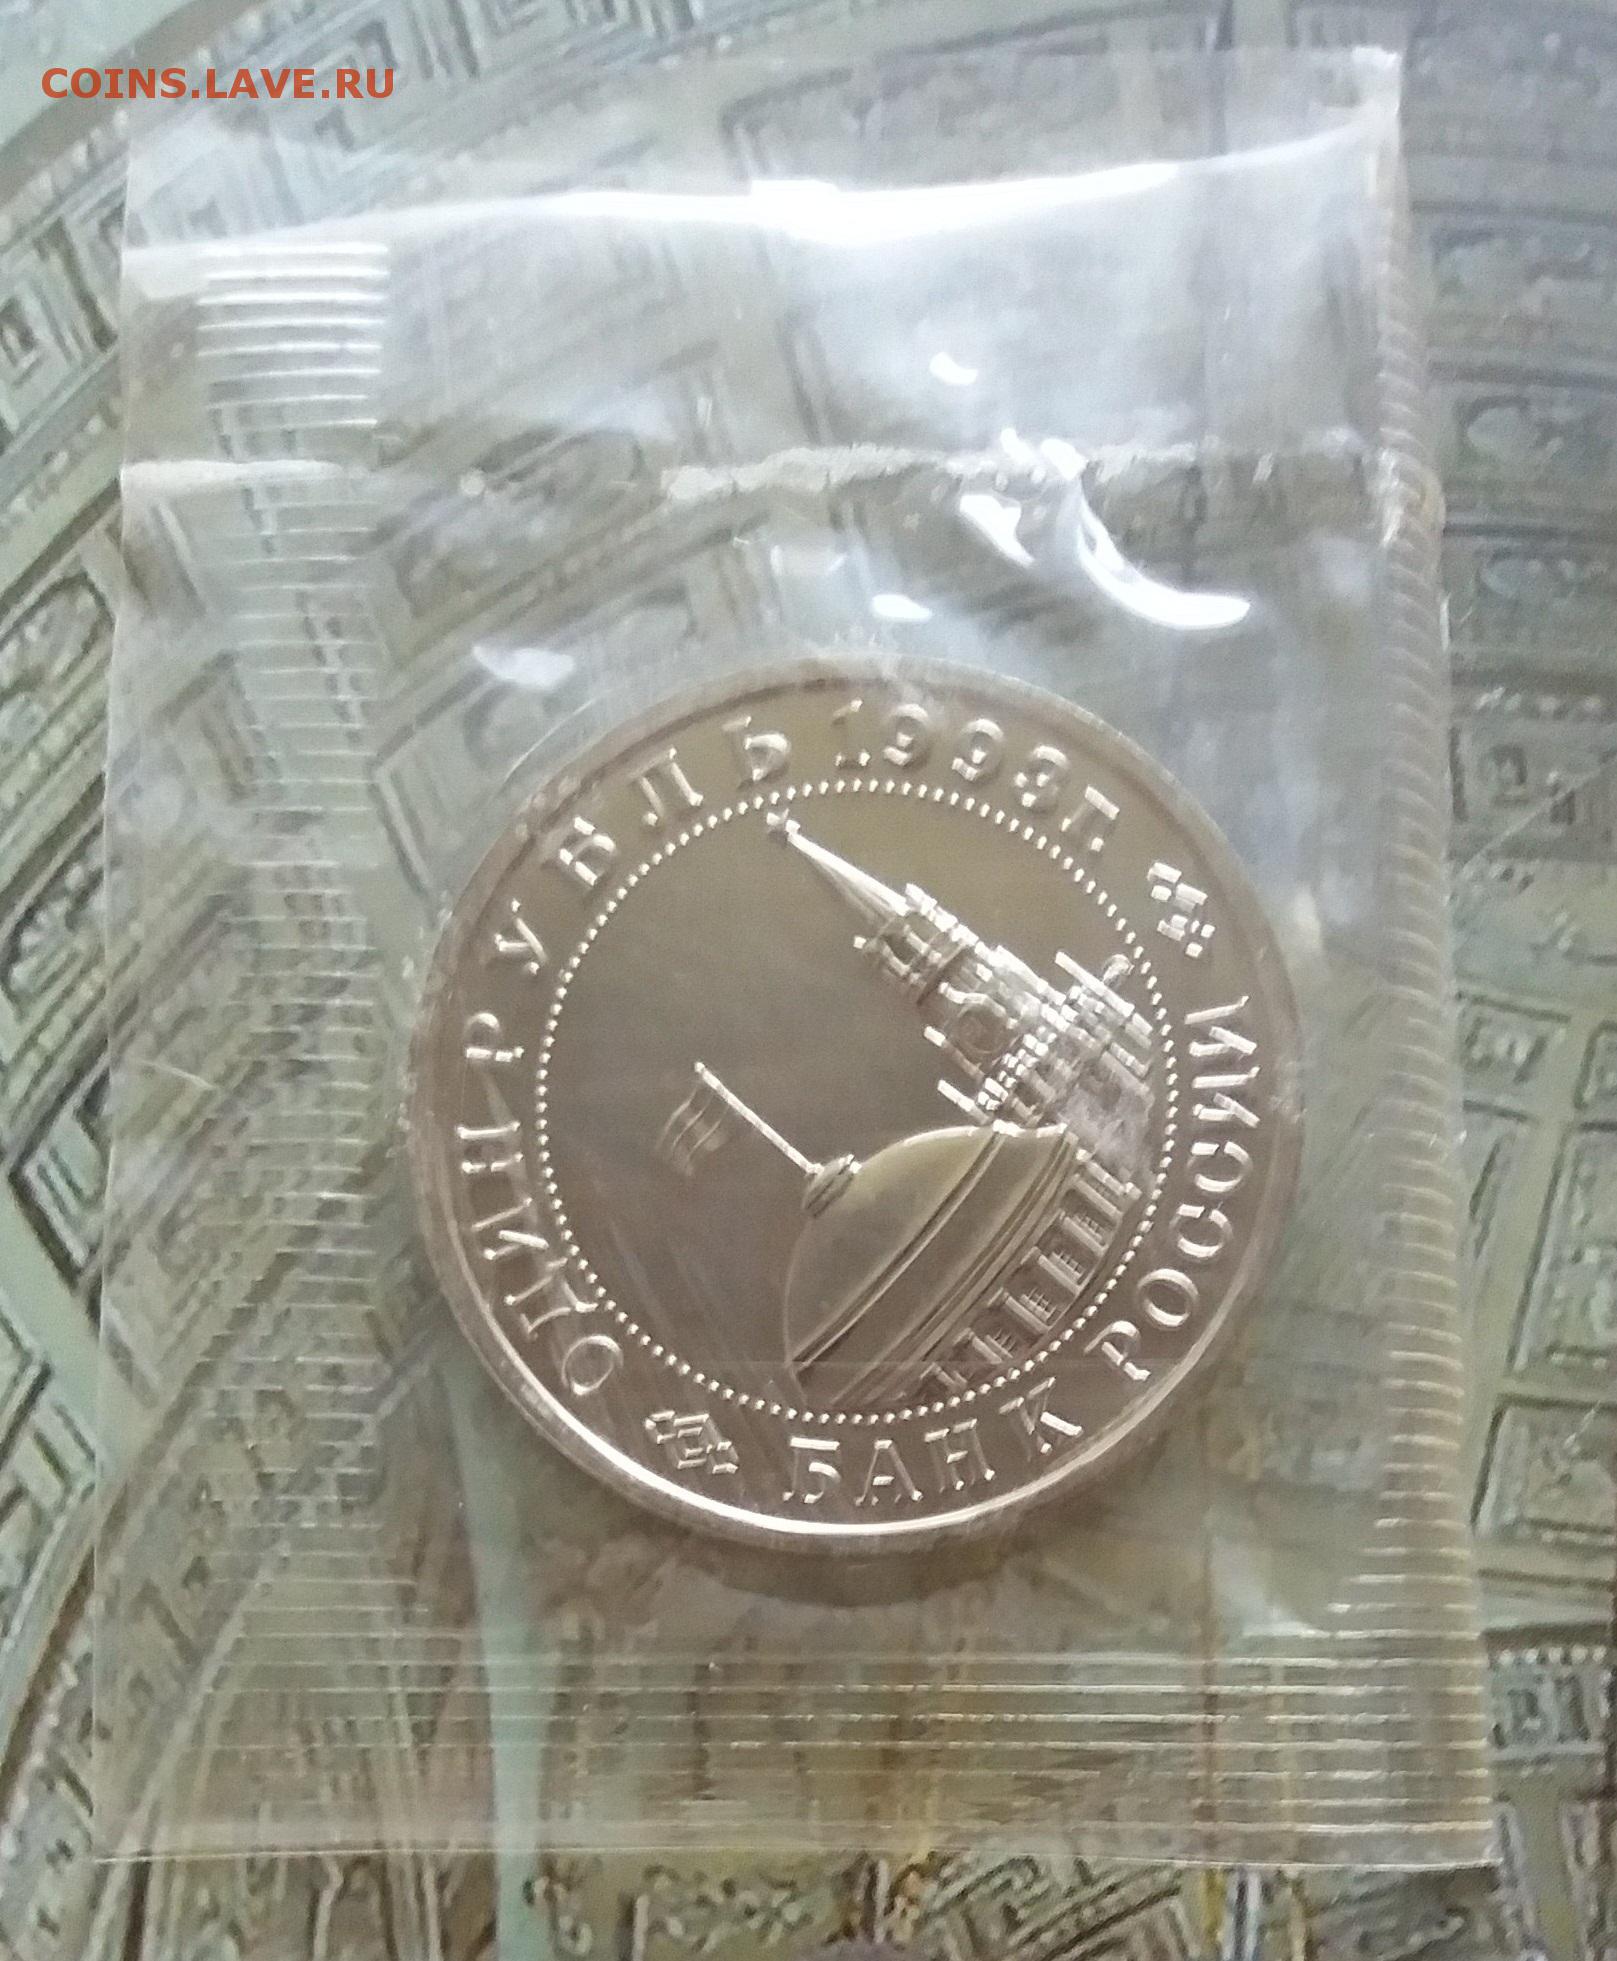 COINS.LAVE.RU
ОДИН РУБЛЬ 1993г.
БАНК РОССИИ